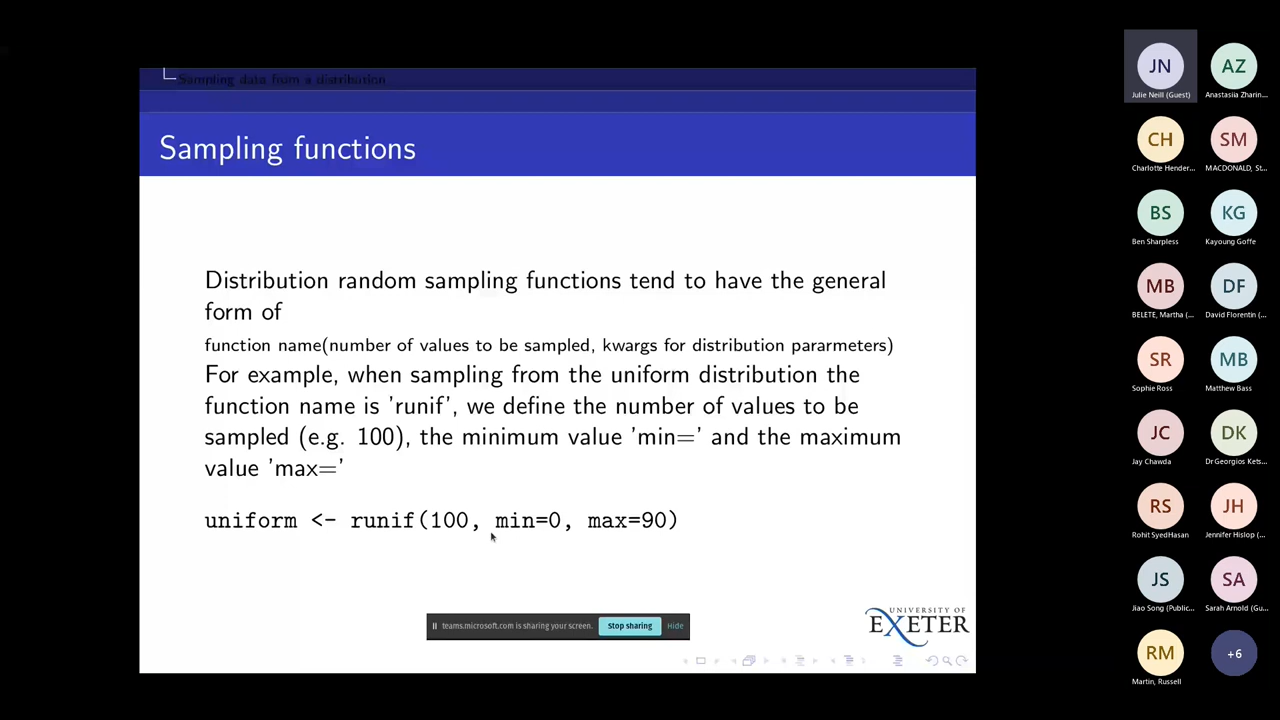 Sampling data from a distribution
Sampling functions
Distribution random sampling functions tend to have the general
form of
function name(number of values to be sampled, kwargs for distribution pararmeters)
For example, when sampling from the uniform distribution the
function name is 'runif', we define the number of values to be
sampled (e.g. 100), the minimum value 'min=' and the maximum
value 'max='
uniform <- runif(100, min=0, max=90)
teams.microsoft.com is sharing your screen.
Stop sharing
Hide
UNIVERSITY OF
EXETER
JN
Julie Neill (Guest)
AZ
Anastasiia Zharin...
CH
Charlotte Hender...
SM
MACDONALD, St...
BS
Ben Sharpless
KG
Kayoung Goffe
MB
BELETE, Martha (...
DF
David Florentin (...
SR
Sophie Ross
MB
Matthew Bass
JC
Jay Chawda
DK
Dr Georgios Kets...
RS
Rohit SyedHasan
JH
Jennifer Hislop (...
JS
Jiao Song (Public...
SA
Sarah Arnold (Gu...
RM
Martin, Russell
+6